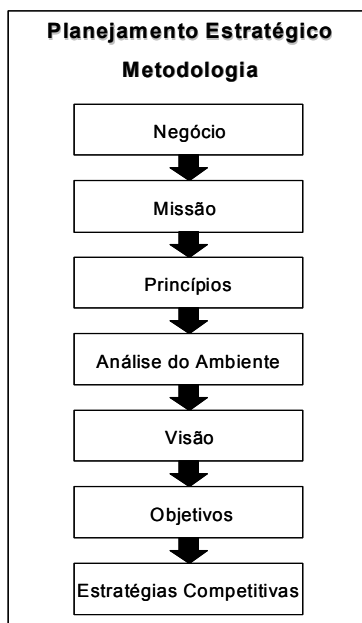 Planejamento Estratégico
Metodologia
Negócio
Missão
Princípios
Análise do Ambiente
Visão
Objetivos
Estratégias Competitivas